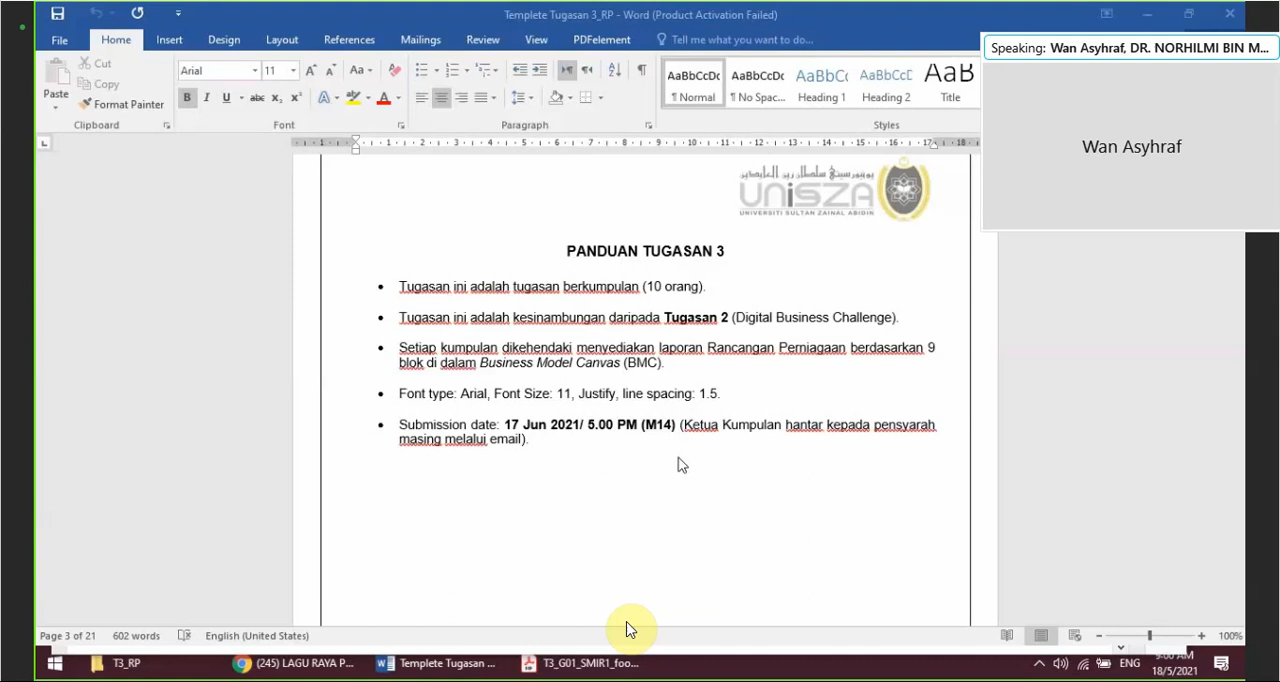 Templete Tugasan 3_RP - Word (Product Activation Failed)
File Home Insert Design Layout References Mailings Review View PDFelement Tell me what you want to do...
Speaking: Wan Asyhraf, DR. NORHILMI BIN M...
Wan Asyhraf
Paste
Cut
Copy
Format Painter
Clipboard
Arial 11
Font
Paragraph
AaBbCcDc AaBbCcDc AaBbCc AaBbCcD AaB
¶ Normal ¶ No Spac... Heading 1 Heading 2 Title
Styles
يونيورسيتي سلطان زين العابدين
UniSZA
UNIVERSITI SULTAN ZAINAL ABIDIN
PANDUAN TUGASAN 3
• Tugasan ini adalah tugasan berkumpulan (10 orang).
• Tugasan ini adalah kesinambungan daripada Tugasan 2 (Digital Business Challenge).
• Setiap kumpulan dikehendaki menyediakan laporan Rancangan Perniagaan berdasarkan 9
blok di dalam Business Model Canvas (BMC).
• Font type: Arial, Font Size: 11, Justify, line spacing: 1.5.
• Submission date: 17 Jun 2021/ 5.00 PM (M14) (Ketua Kumpulan hantar kepada pensyarah
masing melalui email).
Page 3 of 21 602 words English (United States) 100%
T3_RP (245) LAGU RAYA P... Templete Tugasan ... T3_G01_SMIR1_foo... ENG
18/5/2021